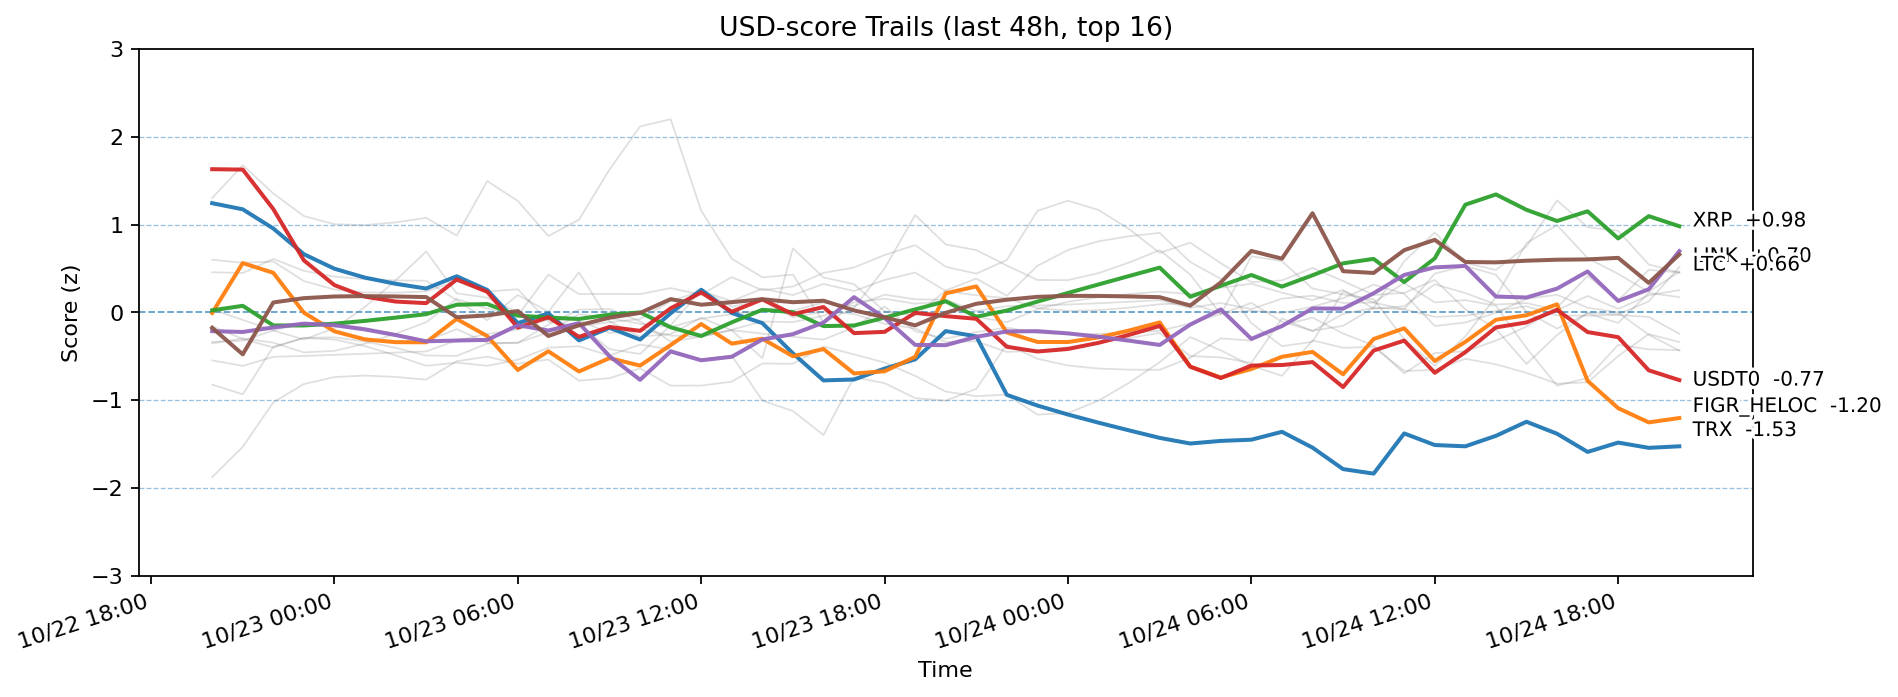 USD-score Trails (last 48h, top 16)
3
2
1
0
−1
−2
−3
Score (z)
XRP +0.98
LINK +0.70
LTC +0.66
USDT0 -0.77
FIGR_HELOC -1.20
TRX -1.53
10/22 18:00
10/23 00:00
10/23 06:00
10/23 12:00
10/23 18:00
10/24 00:00
10/24 06:00
10/24 12:00
10/24 18:00
Time